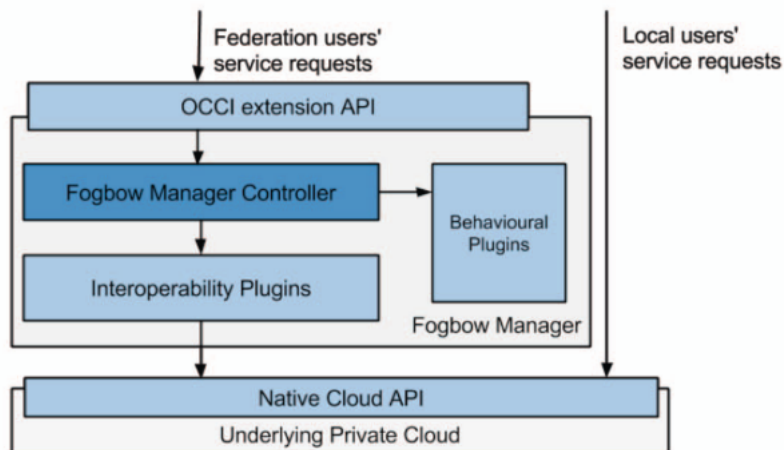 Federation users'
service requests
Local users'
service requests
OCCI extension API
Fogbow Manager Controller
Behavioural
Plugins
Interoperability Plugins
Fogbow Manager
Native Cloud API
Underlying Private Cloud